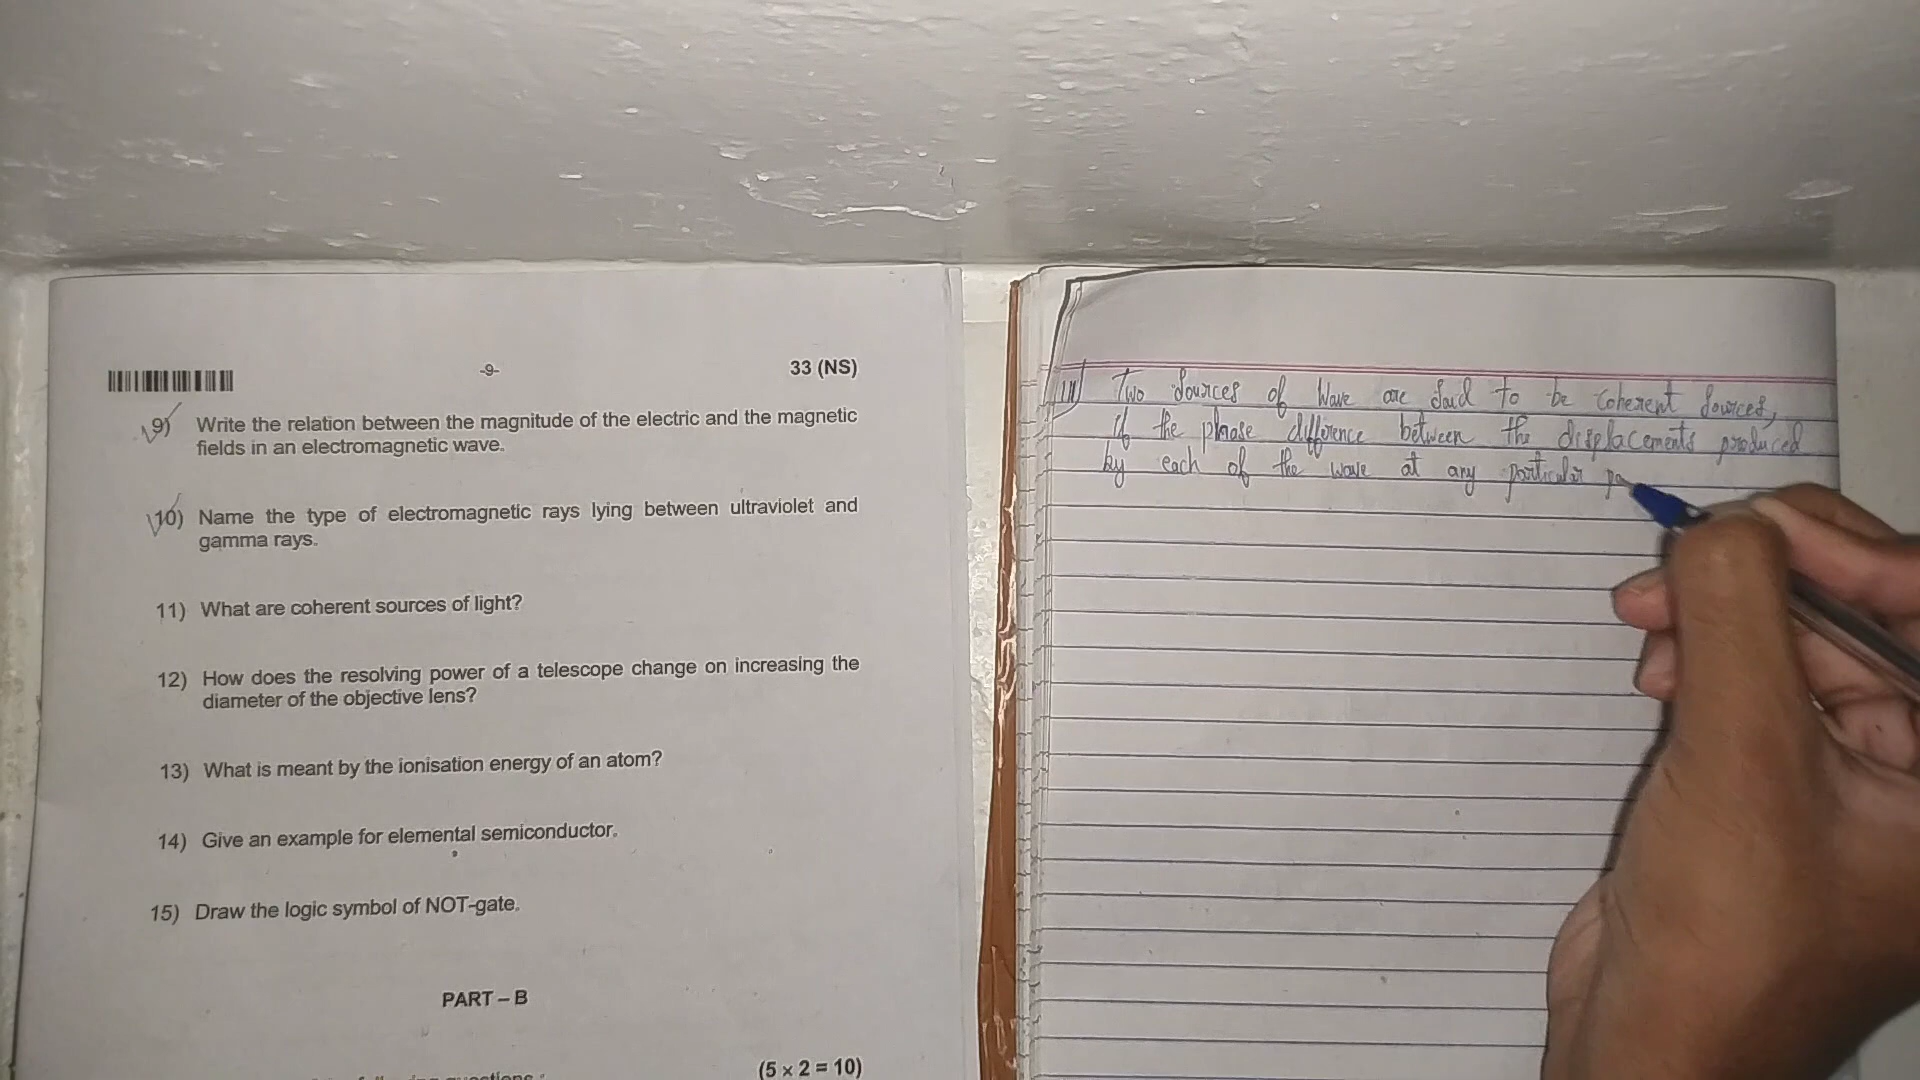 -9-
33 (NS)
9) Write the relation between the magnitude of the electric and the magnetic
fields in an electromagnetic wave.
10) Name the type of electromagnetic rays lying between ultraviolet and
gamma rays.
11) What are coherent sources of light?
12) How does the resolving power of a telescope change on increasing the
diameter of the objective lens?
13) What is meant by the ionisation energy of an atom?
14) Give an example for elemental semiconductor.
15) Draw the logic symbol of NOT-gate.
PART – B
(5 × 2 = 10)
11) Two Sources of Wave are Said to be Coherent Sources,
if the phase difference between the displacements produced
by each of the wave at any particular